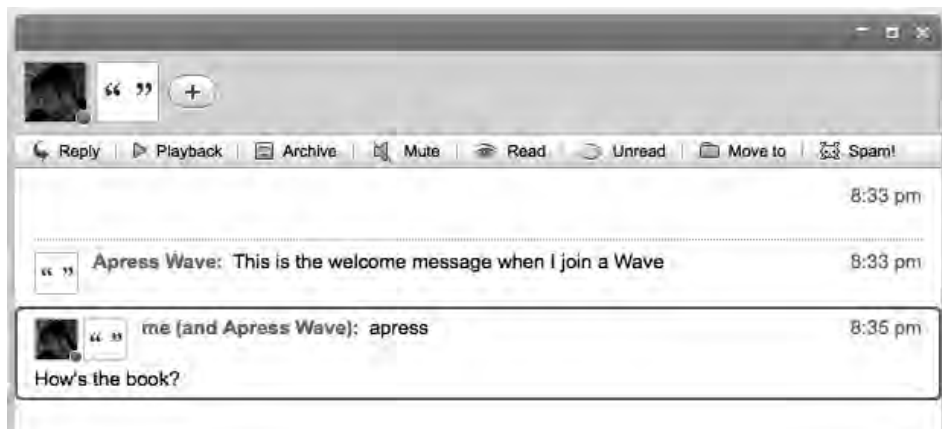 “ ” +
Reply Playback Archive Mute Read Unread Move to Spam!
8:33 pm
“ ” Apress Wave: This is the welcome message when I join a Wave 8:33 pm
“ ” me (and Apress Wave): apress 8:35 pm
How's the book?